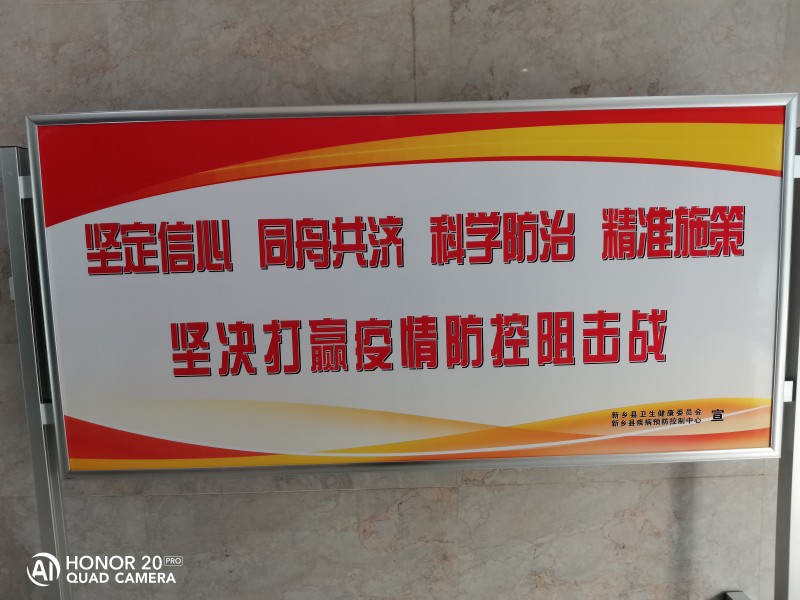 坚定信心 同舟共济 科学防治 精准施策
坚决打赢疫情防控阻击战
新乡县卫生健康委员会
新乡县疾病预防控制中心 宣
HONOR 20 PRO
AI QUAD CAMERA